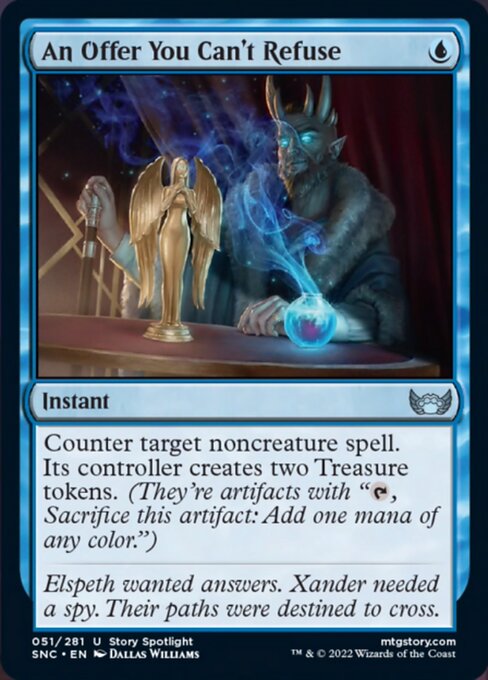 An Offer You Can't Refuse
Instant
Counter target noncreature spell.
Its controller creates two Treasure
tokens. (They're artifacts with “,
Sacrifice this artifact: Add one mana of
any color.”)
Elspeth wanted answers. Xander needed
a spy. Their paths were destined to cross.
051/281 U Story Spotlight
mtgstory.com
SNC • EN DALLAS WILLIAMS
™ & © 2022 Wizards of the Coast